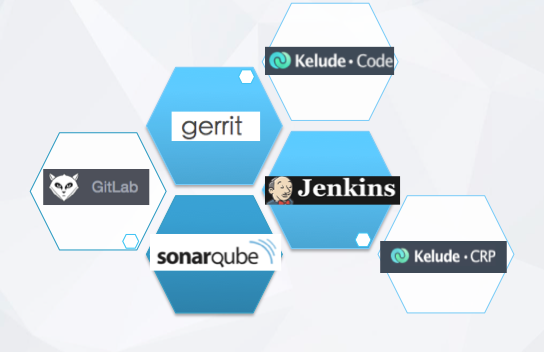 Kelude · Code
gerrit
GitLab
Jenkins
sonarqube
Kelude · CRP